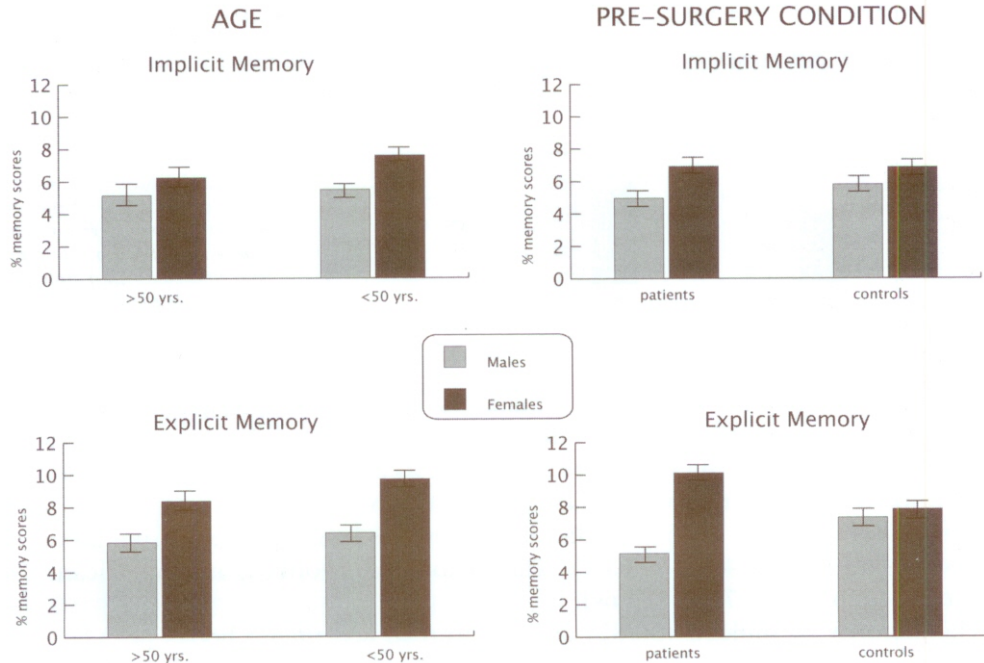 AGE
Implicit Memory
12
10
8
6
4
2
0
% memory scores
>50 yrs.
<50 yrs.
PRE-SURGERY CONDITION
Implicit Memory
12
10
8
6
4
2
0
% memory scores
patients
controls
Males
Females
Explicit Memory
12
10
8
6
4
2
0
% memory scores
>50 yrs.
<50 yrs.
Explicit Memory
12
10
8
6
4
2
0
% memory scores
patients
controls